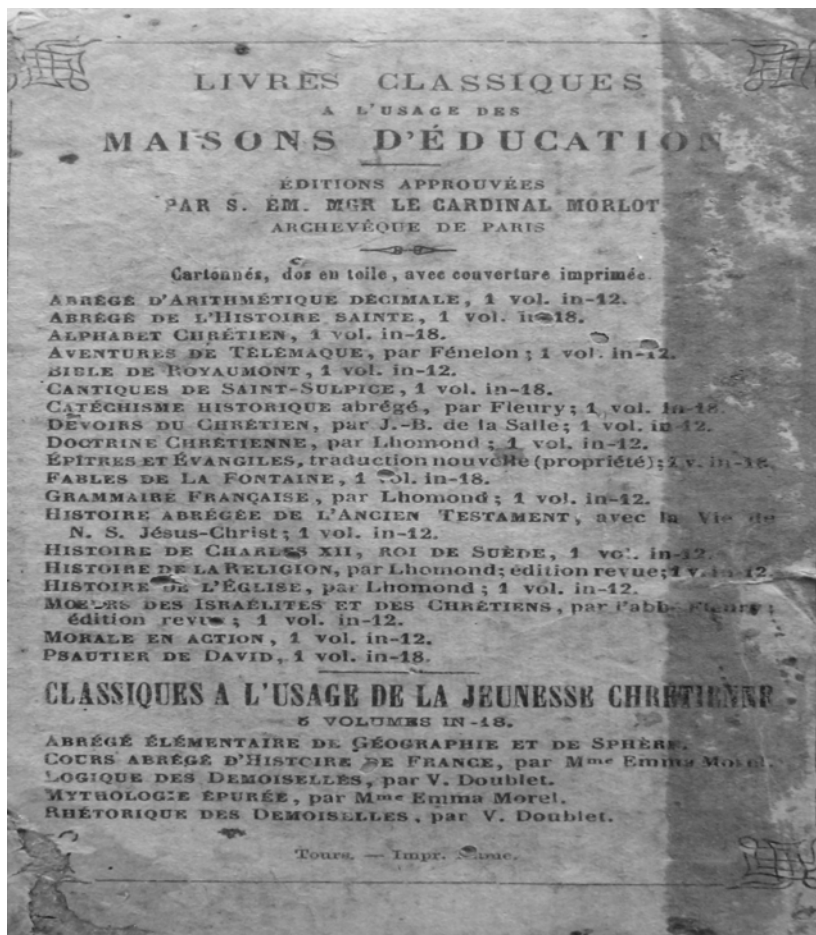 LIVRES CLASSIQUES
A L'USAGE DES
MAISONS D'ÉDUCATION
ÉDITIONS APPROUVÉES
PAR S. ÉM. MGR LE CARDINAL MORLOT
ARCHEVÊQUE DE PARIS
Cartonnés, dos en toile, avec couverture imprimée.
ABRÉGÉ D'ARITHMÉTIQUE DÉCIMALE, 1 vol. in-12.
ABRÉGÉ DE L'HISTOIRE SAINTE, 1 vol. in-18.
ALPHABET CHRÉTIEN, 1 vol. in-18.
AVENTURES DE TÉLÉMAQUE, par Fénelon; 1 vol. in-12.
BIBLE DE ROYAUMONT, 1 vol. in-12.
CANTIQUES DE SAINT-SULPICE, 1 vol. in-18.
CATÉCHISME HISTORIQUE abrégé, par Fleury; 1 vol. in-18.
DEVOIRS DU CHRÉTIEN, par J.-B. de la Salle; 1 vol. in-12.
DOCTRINE CHRÉTIENNE, par Lhomond; 1 vol. in-12.
ÉPÎTRES ET ÉVANGILES, traduction nouvelle (propriété); 1 v. in-18.
FABLES DE LA FONTAINE, 1 vol. in-18.
GRAMMAIRE FRANÇAISE, par Lhomond; 1 vol. in-12.
HISTOIRE ABRÉGÉE DE L'ANCIEN TESTAMENT, avec la Vie de
N. S. Jésus-Christ; 1 vol. in-12.
HISTOIRE DE CHARLES XII, ROI DE SUÈDE, 1 vol. in-12.
HISTOIRE DE LA RELIGION, par Lhomond; édition revue; 1 v. in-12.
HISTOIRE DE L'ÉGLISE, par Lhomond; 1 vol. in-12.
MŒURS DES ISRAÉLITES ET DES CHRÉTIENS, par l'abbé Fleury;
édition revue; 1 vol. in-12.
MORALE EN ACTION, 1 vol. in-12.
PSAUTIER DE DAVID, 1 vol. in-18.
CLASSIQUES A L'USAGE DE LA JEUNESSE CHRÉTIENNE
5 VOLUMES IN-18.
ABRÉGÉ ÉLÉMENTAIRE DE GÉOGRAPHIE ET DE SPHÈRE.
COURS ABRÉGÉ D'HISTOIRE DE FRANCE, par Mme Emma Morel.
LOGIQUE DES DEMOISELLES, par V. Doublet.
MYTHOLOGIE ÉPURÉE, par Mme Emma Morel.
RHÉTORIQUE DES DEMOISELLES, par V. Doublet.
Tours. — Impr. Mame.